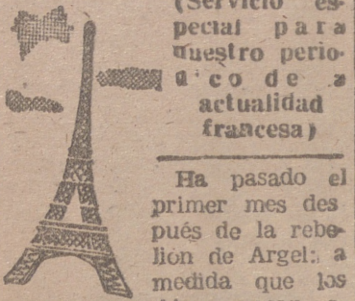 (Servicio es-
pecial para
nuestro perio-
dico de a
actualidad
francesa)
Ha pasado el
primer mes des
pués de la rebe-
lión de Argel: a
medida que los